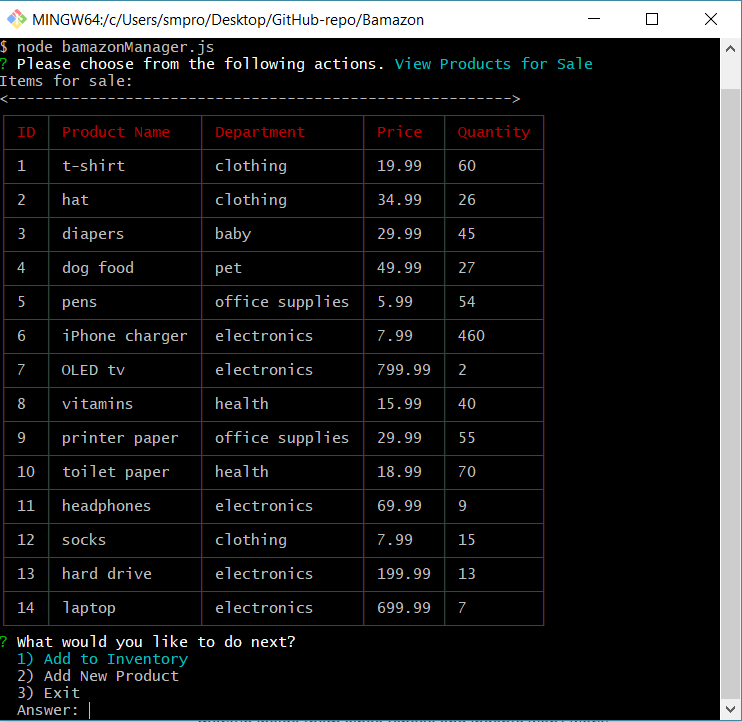 MINGW64:/c/Users/smpro/Desktop/GitHub-repo/Bamazon
$ node bamazonManager.js
? Please choose from the following actions. View Products for Sale
Items for sale:
<-------------------------------------------------------->
ID Product Name Department Price Quantity
1 t-shirt clothing 19.99 60
2 hat clothing 34.99 26
3 diapers baby 29.99 45
4 dog food pet 49.99 27
5 pens office supplies 5.99 54
6 iPhone charger electronics 7.99 460
7 OLED tv electronics 799.99 2
8 vitamins health 15.99 40
9 printer paper office supplies 29.99 55
10 toilet paper health 18.99 70
11 headphones electronics 69.99 9
12 socks clothing 7.99 15
13 hard drive electronics 199.99 13
14 laptop electronics 699.99 7
? What would you like to do next?
1) Add to Inventory
2) Add New Product
3) Exit
Answer: